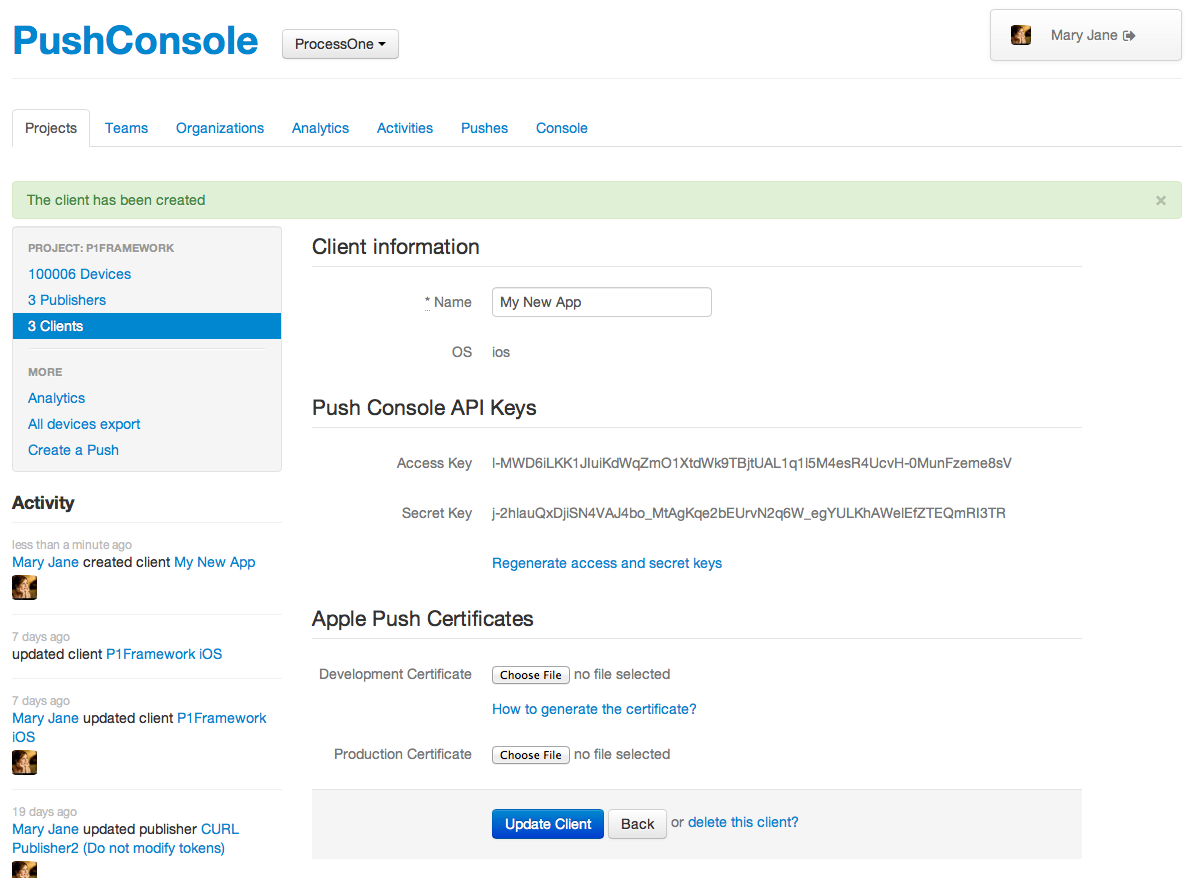 PushConsole
ProcessOne
Mary Jane
Projects
Teams
Organizations
Analytics
Activities
Pushes
Console
The client has been created
×
PROJECT: P1FRAMEWORK
100006 Devices
3 Publishers
3 Clients
MORE
Analytics
All devices export
Create a Push
Activity
less than a minute ago
Mary Jane created client My New App
7 days ago
updated client P1Framework iOS
7 days ago
Mary Jane updated client P1Framework
iOS
19 days ago
Mary Jane updated publisher CURL
Publisher2 (Do not modify tokens)
Client information
* Name My New App
OS ios
Push Console API Keys
Access Key l-MWD6iLKK1JIuiKdWqZmO1XtdWk9TBjtUAL1q1l5M4esR4UcvH-0MunFzeme8sV
Secret Key j-2hlauQxDjiSN4VAJ4bo_MtAgKqe2bEUrvN2q6W_egYULKhAWelEfZTEQmRI3TR
Regenerate access and secret keys
Apple Push Certificates
Development Certificate Choose File no file selected
How to generate the certificate?
Production Certificate Choose File no file selected
Update Client Back or delete this client?